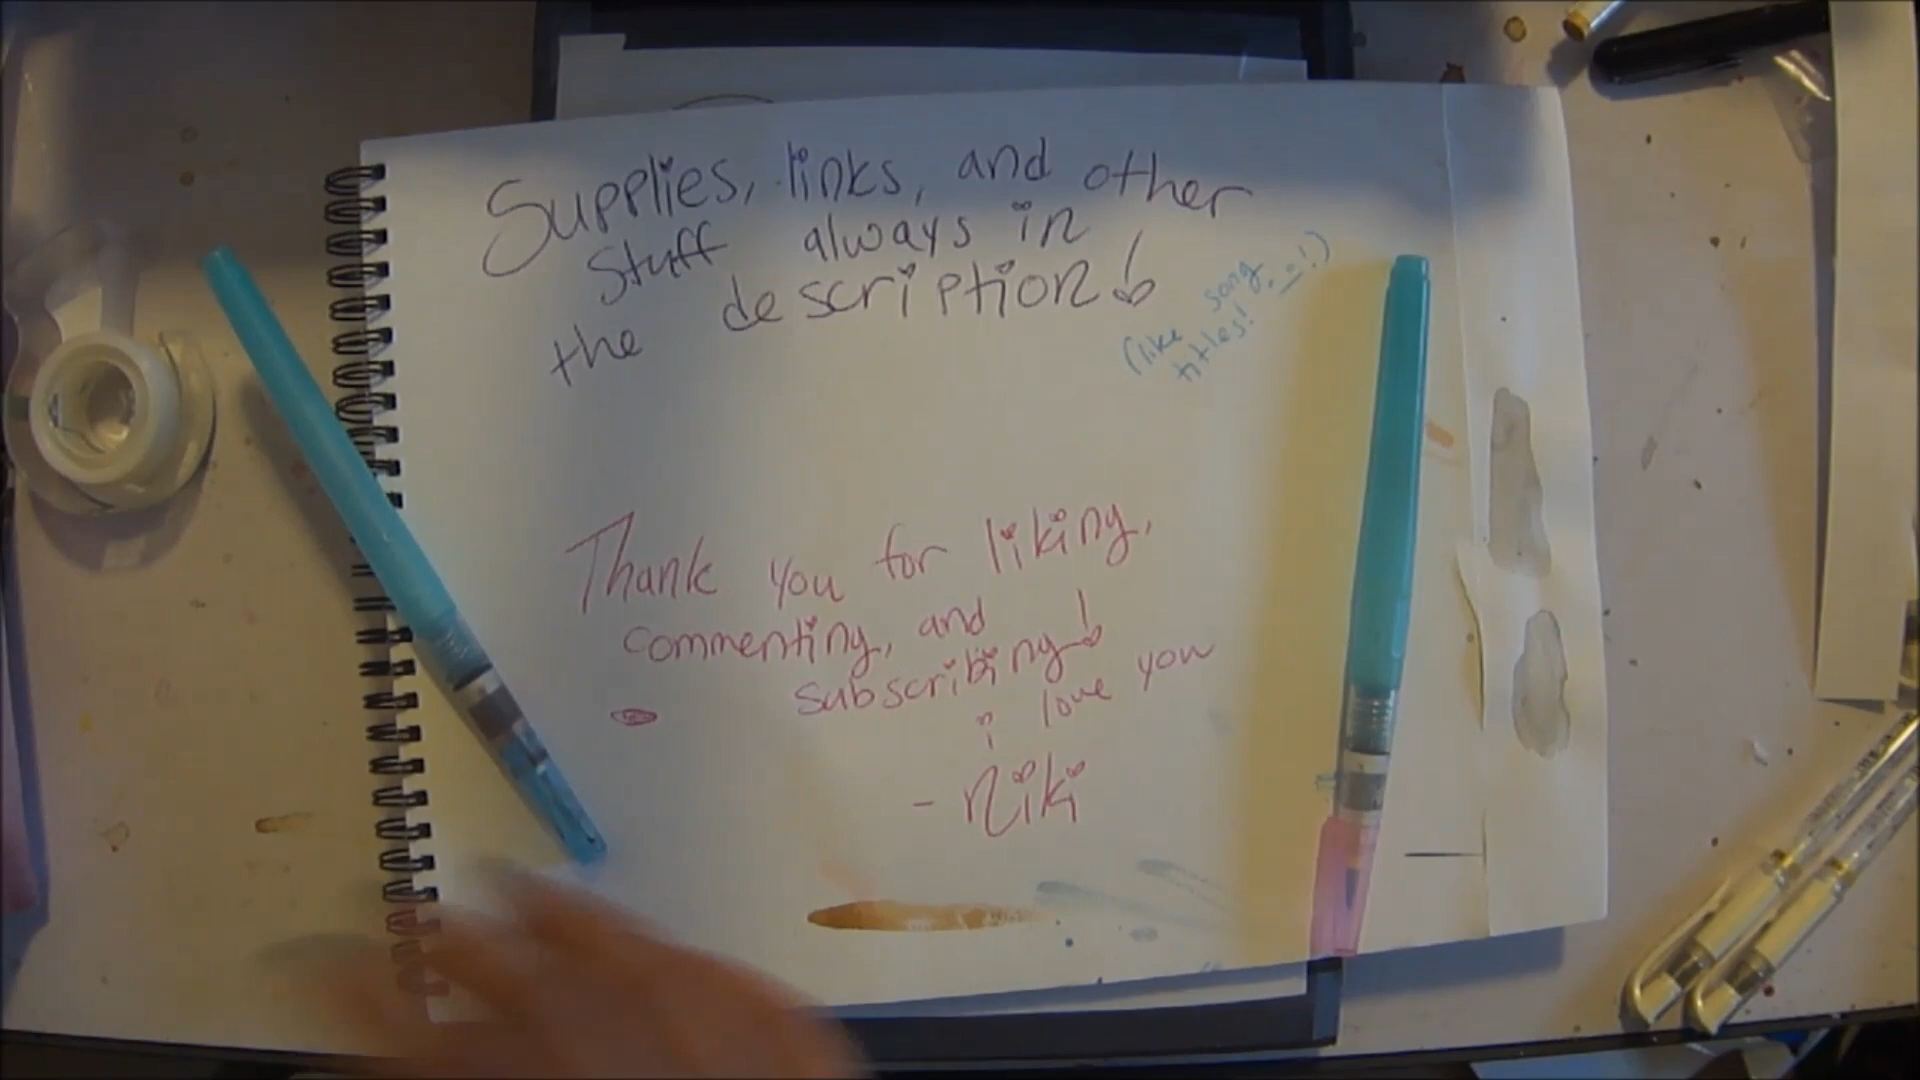 Supplies, links, and other
Stuff always in
the description!
(like song
titles! =!)
Thank you for liking,
commenting, and
subscribing!
i love you
- niki